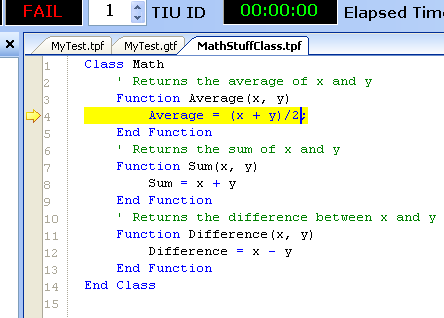 FAIL 1 TIU ID 00:00:00 Elapsed Tim
MyTest.tpf MyTest.gtf MathStuffClass.tpf
1 Class Math
2 ' Returns the average of x and y
3 Function Average(x, y)
4 Average = (x + y)/2;
5 End Function
6 ' Returns the sum of x and y
7 Function Sum(x, y)
8 Sum = x + y
9 End Function
10 ' Returns the difference between x and y
11 Function Difference(x, y)
12 Difference = x - y
13 End Function
14 End Class
15